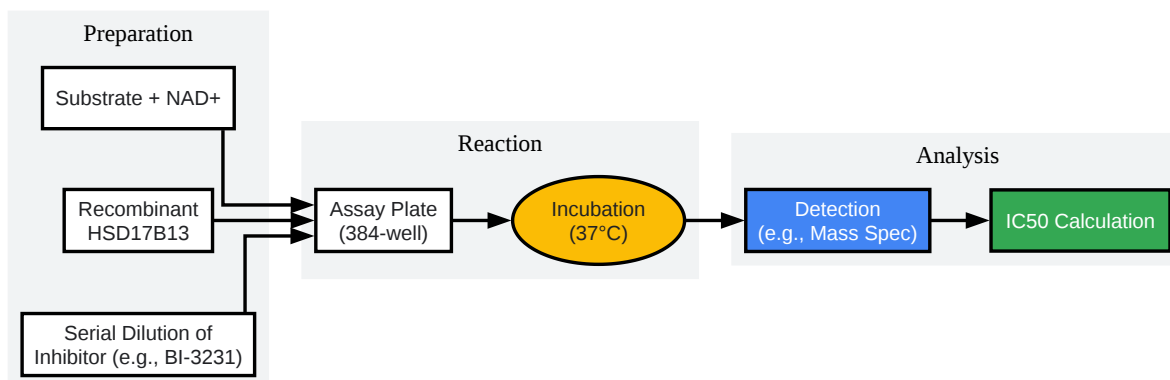 Preparation
Substrate + NAD+
Recombinant
HSD17B13
Serial Dilution of
Inhibitor (e.g., BI-3231)
Reaction
Assay Plate
(384-well)
Incubation
(37°C)
Analysis
Detection
(e.g., Mass Spec)
IC50 Calculation